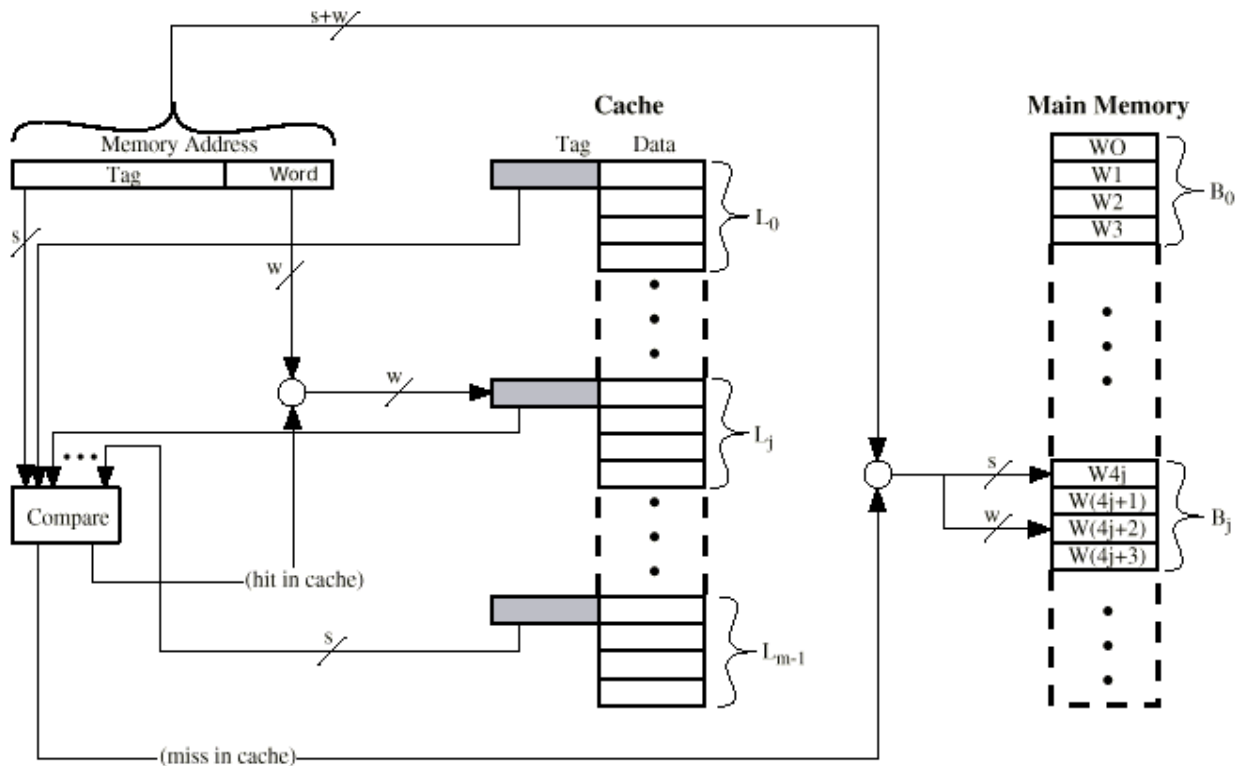 s+w
Cache
Main Memory
Memory Address
Tag Data
Tag Word
WO
W1
W2
W3
B0
L0
s
w
w
Lj
s
W4j
W(4j+1)
W(4j+2)
W(4j+3)
w
Bj
Compare
(hit in cache)
s
Lm-1
(miss in cache)